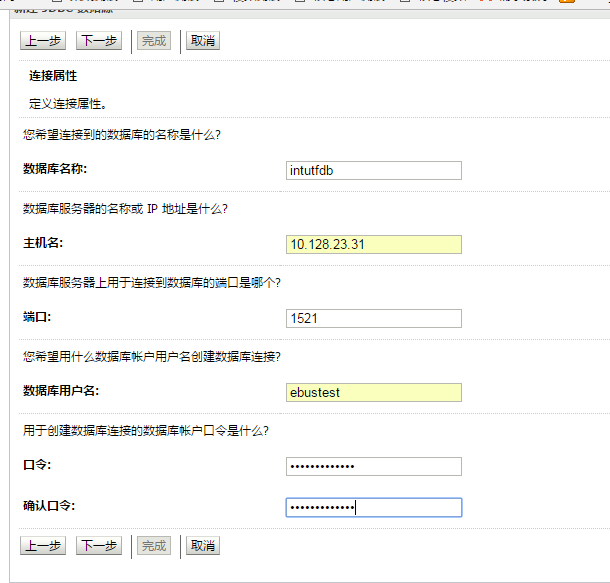 新建 JDBC 数据源
上一步 下一步 完成 取消
连接属性
定义连接属性。
您希望连接到的数据库的名称是什么?
数据库名称: intutfdb
数据库服务器的名称或 IP 地址是什么?
主机名: 10.128.23.31
数据库服务器上用于连接到数据库的端口是哪个?
端口: 1521
您希望用什么数据库帐户用户名创建数据库连接?
数据库用户名: ebustest
用于创建数据库连接的数据库帐户口令是什么?
口令: •••••••••••••
确认口令: •••••••••••••
上一步 下一步 完成 取消